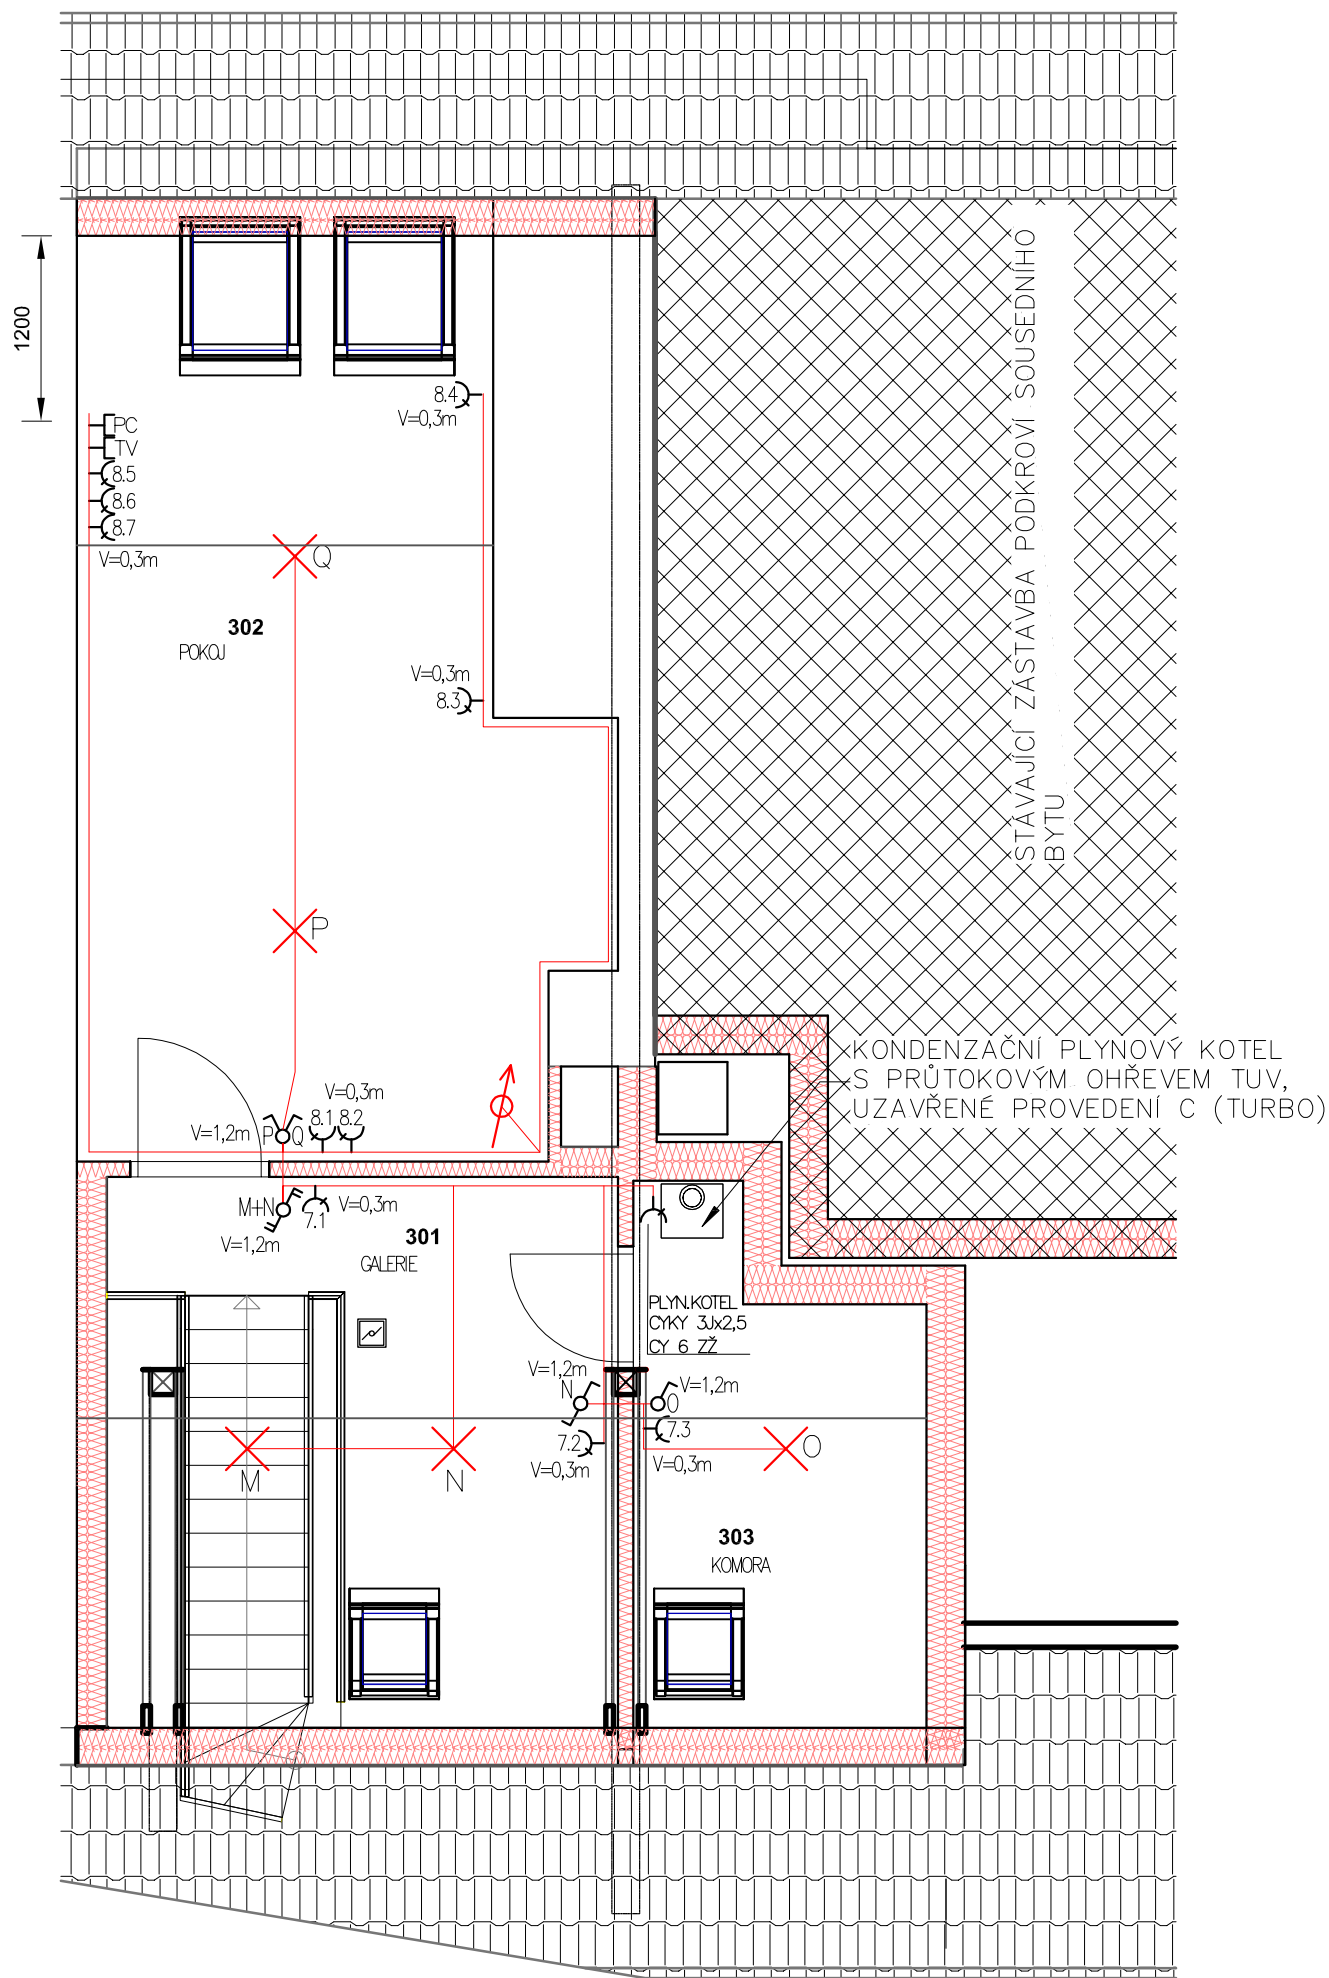 1200
8.4
V=0,3m
PC
TV
8.5
8.6
8.7
V=0,3m
Q
302
POKOJ
V=0,3m
8.3
P
STÁVAJÍCÍ ZÁSTAVBA PODKROVÍ SOUSEDNÍHO
BYTU
KONDENZAČNÍ PLYNOVÝ KOTEL
S PRŮTOKOVÝM OHŘEVEM TUV,
UZAVŘENÉ PROVEDENÍ C (TURBO)
V=0,3m
8.1 8.2
V=1,2m P Q
M+N
7.1
V=0,3m
V=1,2m
301
GALERIE
PLYN.KOTEL
CYKY 3Jx2,5
CY 6 ZŽ
V=1,2m
N
V=1,2m
O
7.2
7.3
V=0,3m
V=0,3m
M
N
O
303
KOMORA